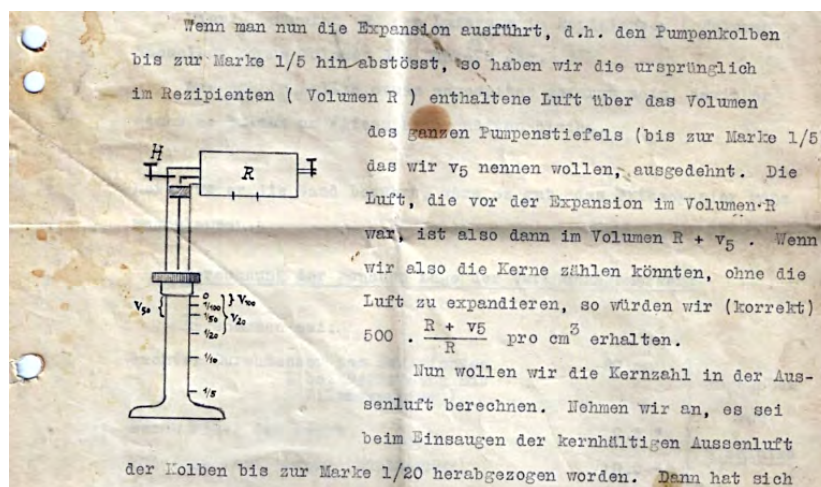 Wenn man nun die Expansion ausführt, d.h. den Pumpenkolben
bis zur Marke 1/5 hinabstösst, so haben wir die ursprünglich
im Rezipienten ( Volumen R ) enthaltene Luft über das Volumen
des ganzen Pumpenstiefels (bis zur Marke 1/5
das wir v5 nennen wollen, ausgedehnt. Die
Luft, die vor der Expansion im Volumen R
war, ist also dann im Volumen R + v5 . Wenn
wir also die Kerne zählen könnten, ohne die
Luft zu expandieren, so würden wir (korrekt)
500 . (R + v5)/R pro cm³ erhalten.
Nun wollen wir die Kernzahl in der Aus-
senluft berechnen. Nehmen wir an, es sei
beim Einsaugen der kernhältigen Aussenluft
der Kolben bis zur Marke 1/20 herabgezogen worden. Dann hat sich
H
R
0
1/100
V100
V50
1/50
V20
1/20
1/10
1/5